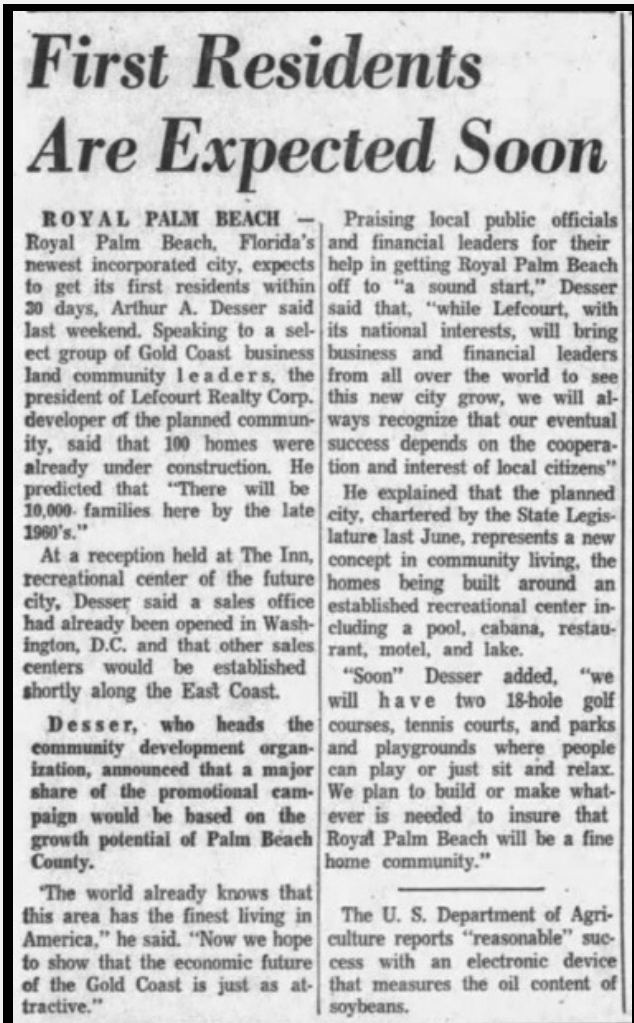 First Residents
Are Expected Soon
ROYAL PALM BEACH —
Royal Palm Beach, Florida's
newest incorporated city, expects
to get its first residents within
30 days, Arthur A. Desser said
last weekend. Speaking to a sel-
ect group of Gold Coast business
land community leaders, the
president of Lefcourt Realty Corp.
developer of the planned commun-
ity, said that 100 homes were
already under construction. He
predicted that "There will be
10,000 families here by the late
1960's."
At a reception held at The Inn,
recreational center of the future
city, Desser said a sales office
had already been opened in Wash-
ington, D.C. and that other sales
centers would be established
shortly along the East Coast.
Desser, who heads the
community development organ-
ization, announced that a major
share of the promotional cam-
paign would be based on the
growth potential of Palm Beach
County.
'The world already knows that
this area has the finest living in
America," he said. "Now we hope
to show that the economic future
of the Gold Coast is just as at-
tractive."
Praising local public officials
and financial leaders for their
help in getting Royal Palm Beach
off to "a sound start," Desser
said that, "while Lefcourt, with
its national interests, will bring
business and financial leaders
from all over the world to see
this new city grow, we will al-
ways recognize that our eventual
success depends on the coopera-
tion and interest of local citizens"
He explained that the planned
city, chartered by the State Legis-
lature last June, represents a new
concept in community living, the
homes being built around an
established recreational center in-
cluding a pool, cabana, restau-
rant, motel, and lake.
"Soon" Desser added, "we
will have two 18-hole golf
courses, tennis courts, and parks
and playgrounds where people
can play or just sit and relax.
We plan to build or make what-
ever is needed to insure that
Royal Palm Beach will be a fine
home community."
The U. S. Department of Agri-
culture reports "reasonable" suc-
cess with an electronic device
that measures the oil content of
soybeans.